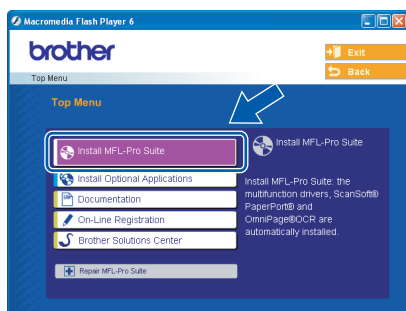 Macromedia Flash Player 6
brother
Exit
Back
Top Menu
Top Menu
Install MFL-Pro Suite
Install Optional Applications
Documentation
On-Line Registration
Brother Solutions Center
Repair MFL-Pro Suite
Install MFL-Pro Suite
Install MFL-Pro Suite: the
multifunction drivers, ScanSoft®
PaperPort® and
OmniPage®OCR are
automatically installed.